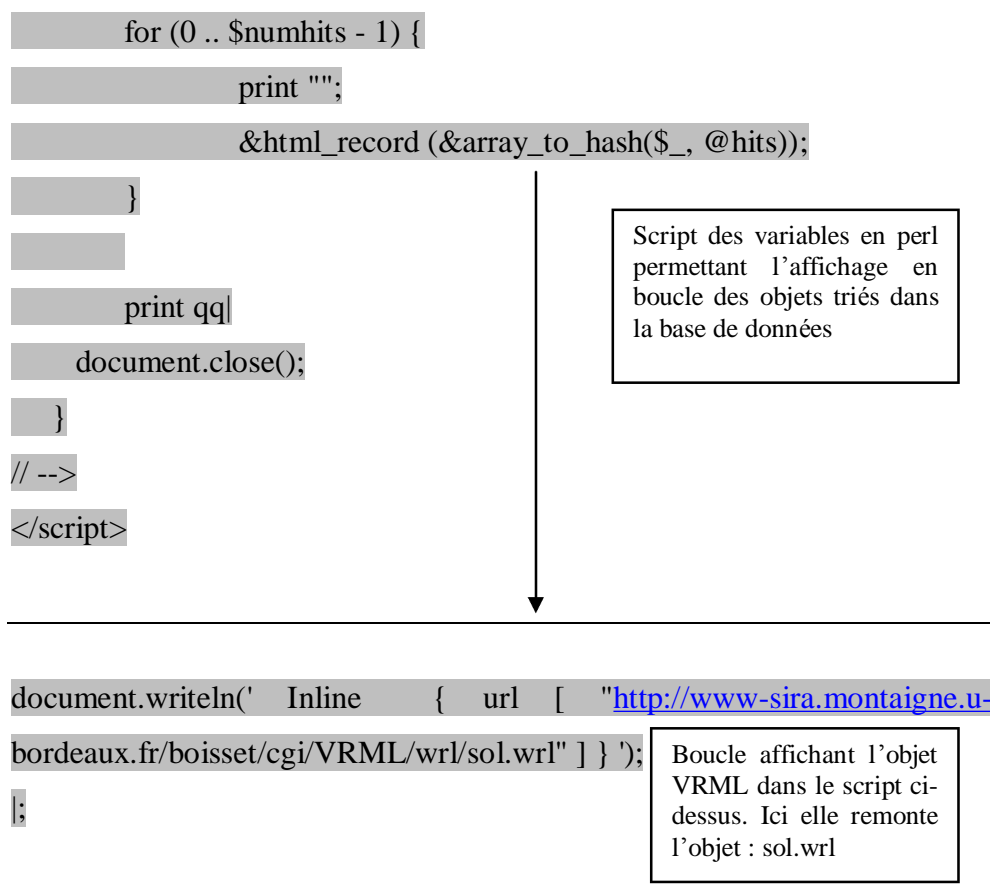 for (0 .. $numhits - 1) {
print "";
&html_record (&array_to_hash($_, @hits));
}
print qq|
document.close();
}
// -->
</script>
Script des variables en perl
permettant l’affichage en
boucle des objets triés dans
la base de données
document.writeln(' Inline { url [ "http://www-sira.montaigne.u-
bordeaux.fr/boisset/cgi/VRML/wrl/sol.wrl" ] } ');
|;
Boucle affichant l’objet
VRML dans le script ci-
dessus. Ici elle remonte
l’objet : sol.wrl